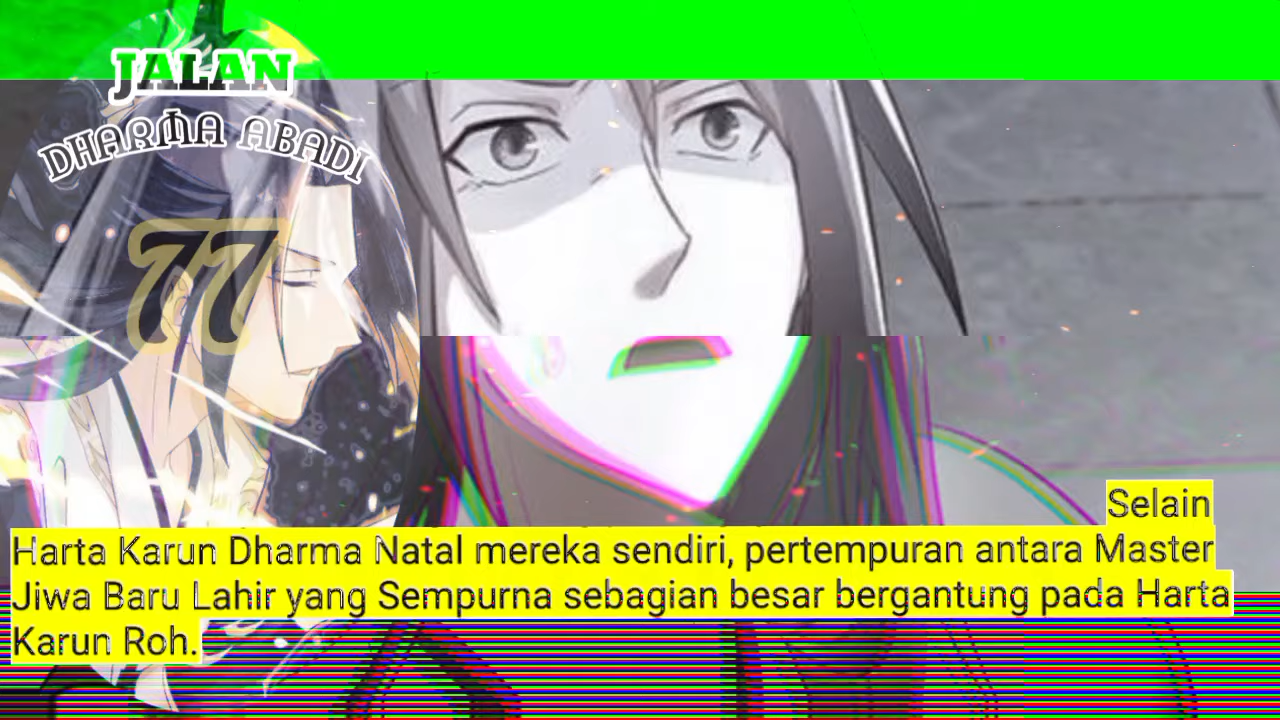 JALAN
DHARMA ABADI
77
Selain
Harta Karun Dharma Natal mereka sendiri, pertempuran antara Master
Jiwa Baru Lahir yang Sempurna sebagian besar bergantung pada Harta
Karun Roh.